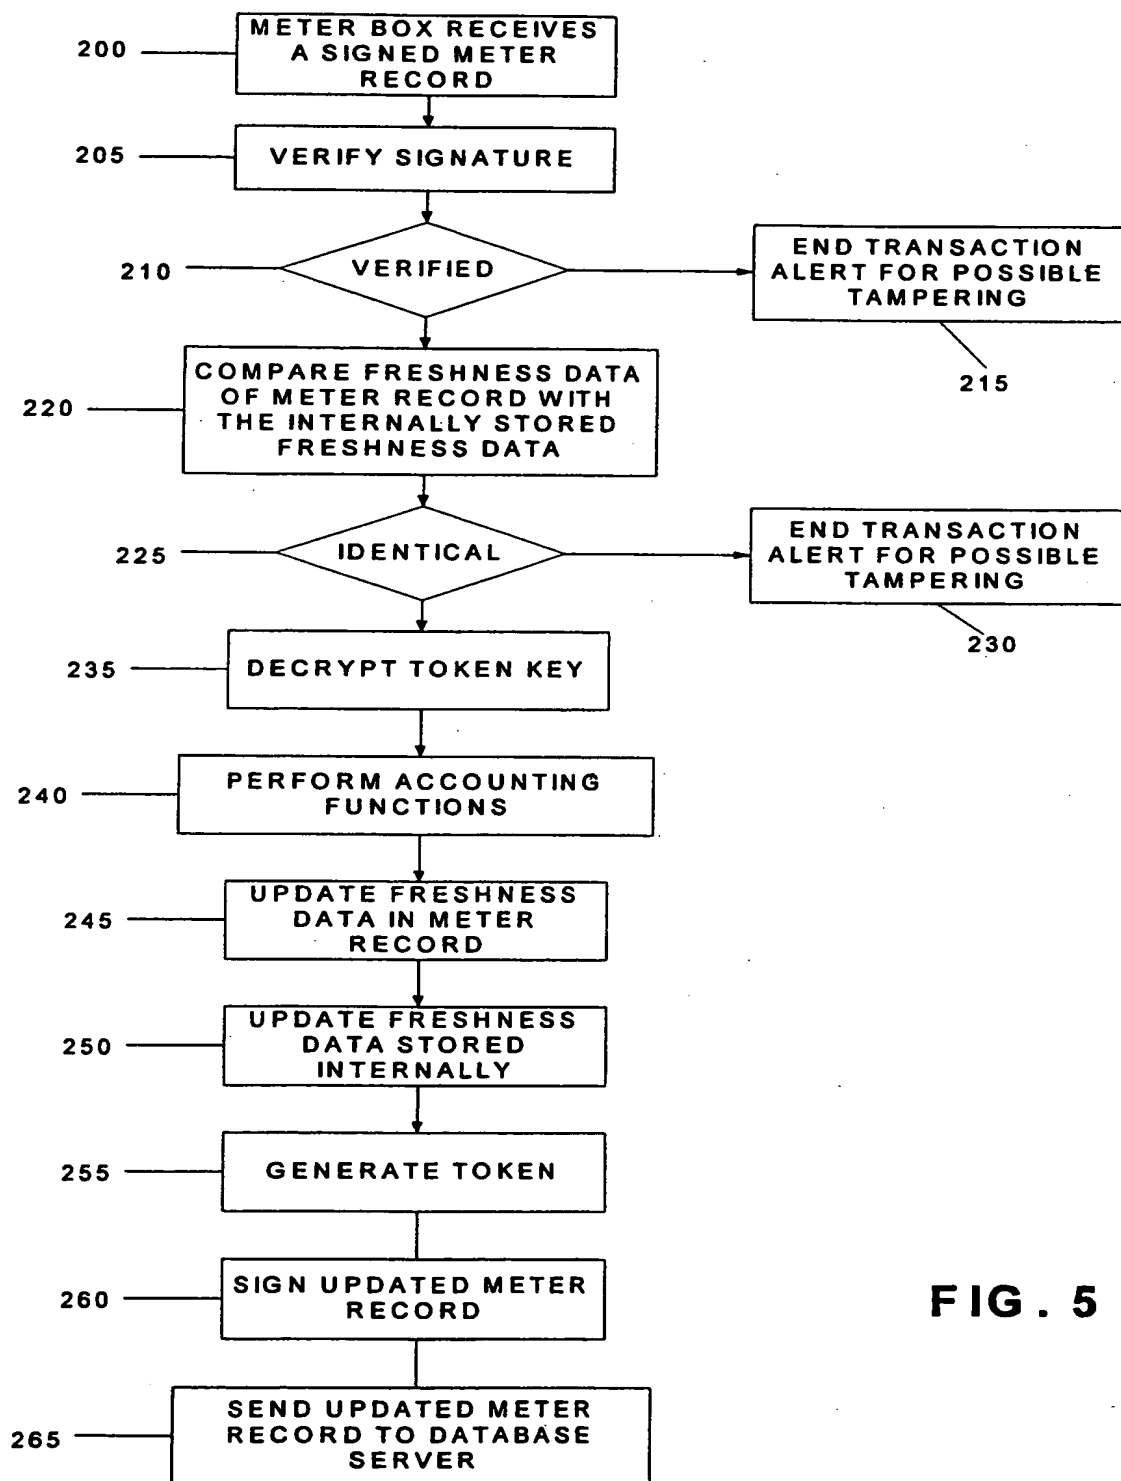 200
METER BOX RECEIVES
A SIGNED METER
RECORD
205
VERIFY SIGNATURE
210
VERIFIED
END TRANSACTION
ALERT FOR POSSIBLE
TAMPERING
215
220
COMPARE FRESHNESS DATA
OF METER RECORD WITH
THE INTERNALLY STORED
FRESHNESS DATA
225
IDENTICAL
END TRANSACTION
ALERT FOR POSSIBLE
TAMPERING
230
235
DECRYPT TOKEN KEY
240
PERFORM ACCOUNTING
FUNCTIONS
245
UPDATE FRESHNESS
DATA IN METER
RECORD
250
UPDATE FRESHNESS
DATA STORED
INTERNALLY
255
GENERATE TOKEN
260
SIGN UPDATED METER
RECORD
FIG. 5
265
SEND UPDATED METER
RECORD TO DATABASE
SERVER